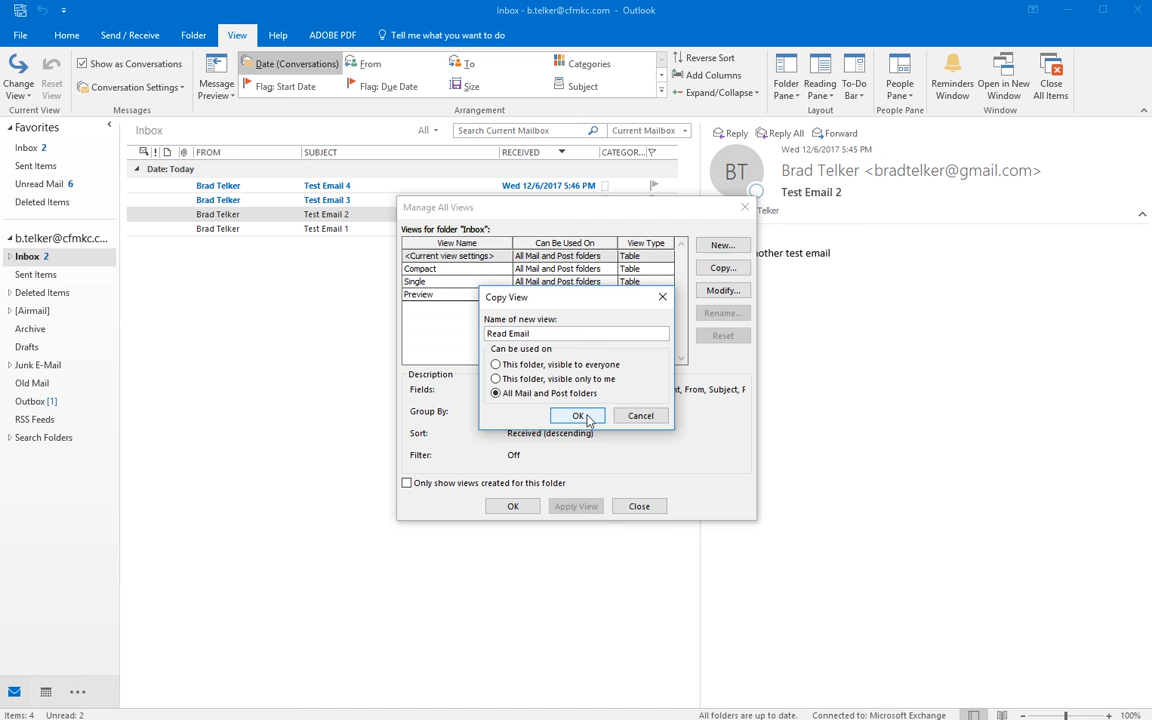 Inbox - b.telker@cfmkc.com - Outlook
File Home Send / Receive Folder View Help ADOBE PDF Tell me what you want to do
Change View
Reset View
Current View
Show as Conversations
Conversation Settings
Messages
Message Preview
Date (Conversations) From To Categories
Flag: Start Date Flag: Due Date Size Subject
Arrangement
Reverse Sort
Add Columns
Expand/Collapse
Folder Pane
Reading Pane
To-Do Bar
Layout
People Pane
People Pane
Reminders Window
Open in New Window
Close All Items
Window
Favorites
Inbox 2
Sent Items
Unread Mail 6
Deleted Items
b.telker@cfmkc.c...
Inbox 2
Sent Items
Deleted Items
[Airmail]
Archive
Drafts
Junk E-Mail
Old Mail
Outbox [1]
RSS Feeds
Search Folders
Inbox All Search Current Mailbox Current Mailbox
! FROM SUBJECT RECEIVED CATEGOR...
Date: Today
Brad Telker Test Email 4 Wed 12/6/2017 5:46 PM
Brad Telker Test Email 3
Brad Telker Test Email 2
Brad Telker Test Email 1
Reply Reply All Forward
Wed 12/6/2017 5:45 PM
BT
Brad Telker <bradtelker@gmail.com>
Test Email 2
Telker
other test email
Manage All Views
Views for folder "Inbox":
View Name Can Be Used On View Type
<Current view settings> All Mail and Post folders Table
Compact All Mail and Post folders Table
Single All Mail and Post folders Table
Preview
New...
Copy...
Modify...
Rename...
Reset
Copy View
Name of new view:
Read Email
Can be used on
This folder, visible to everyone
This folder, visible only to me
All Mail and Post folders
OK Cancel
Description
Fields: nt, From, Subject, F
Group By:
Sort: Received (descending)
Filter: Off
Only show views created for this folder
OK Apply View Close
Items: 4 Unread: 2 All folders are up to date. Connected to: Microsoft Exchange 100%